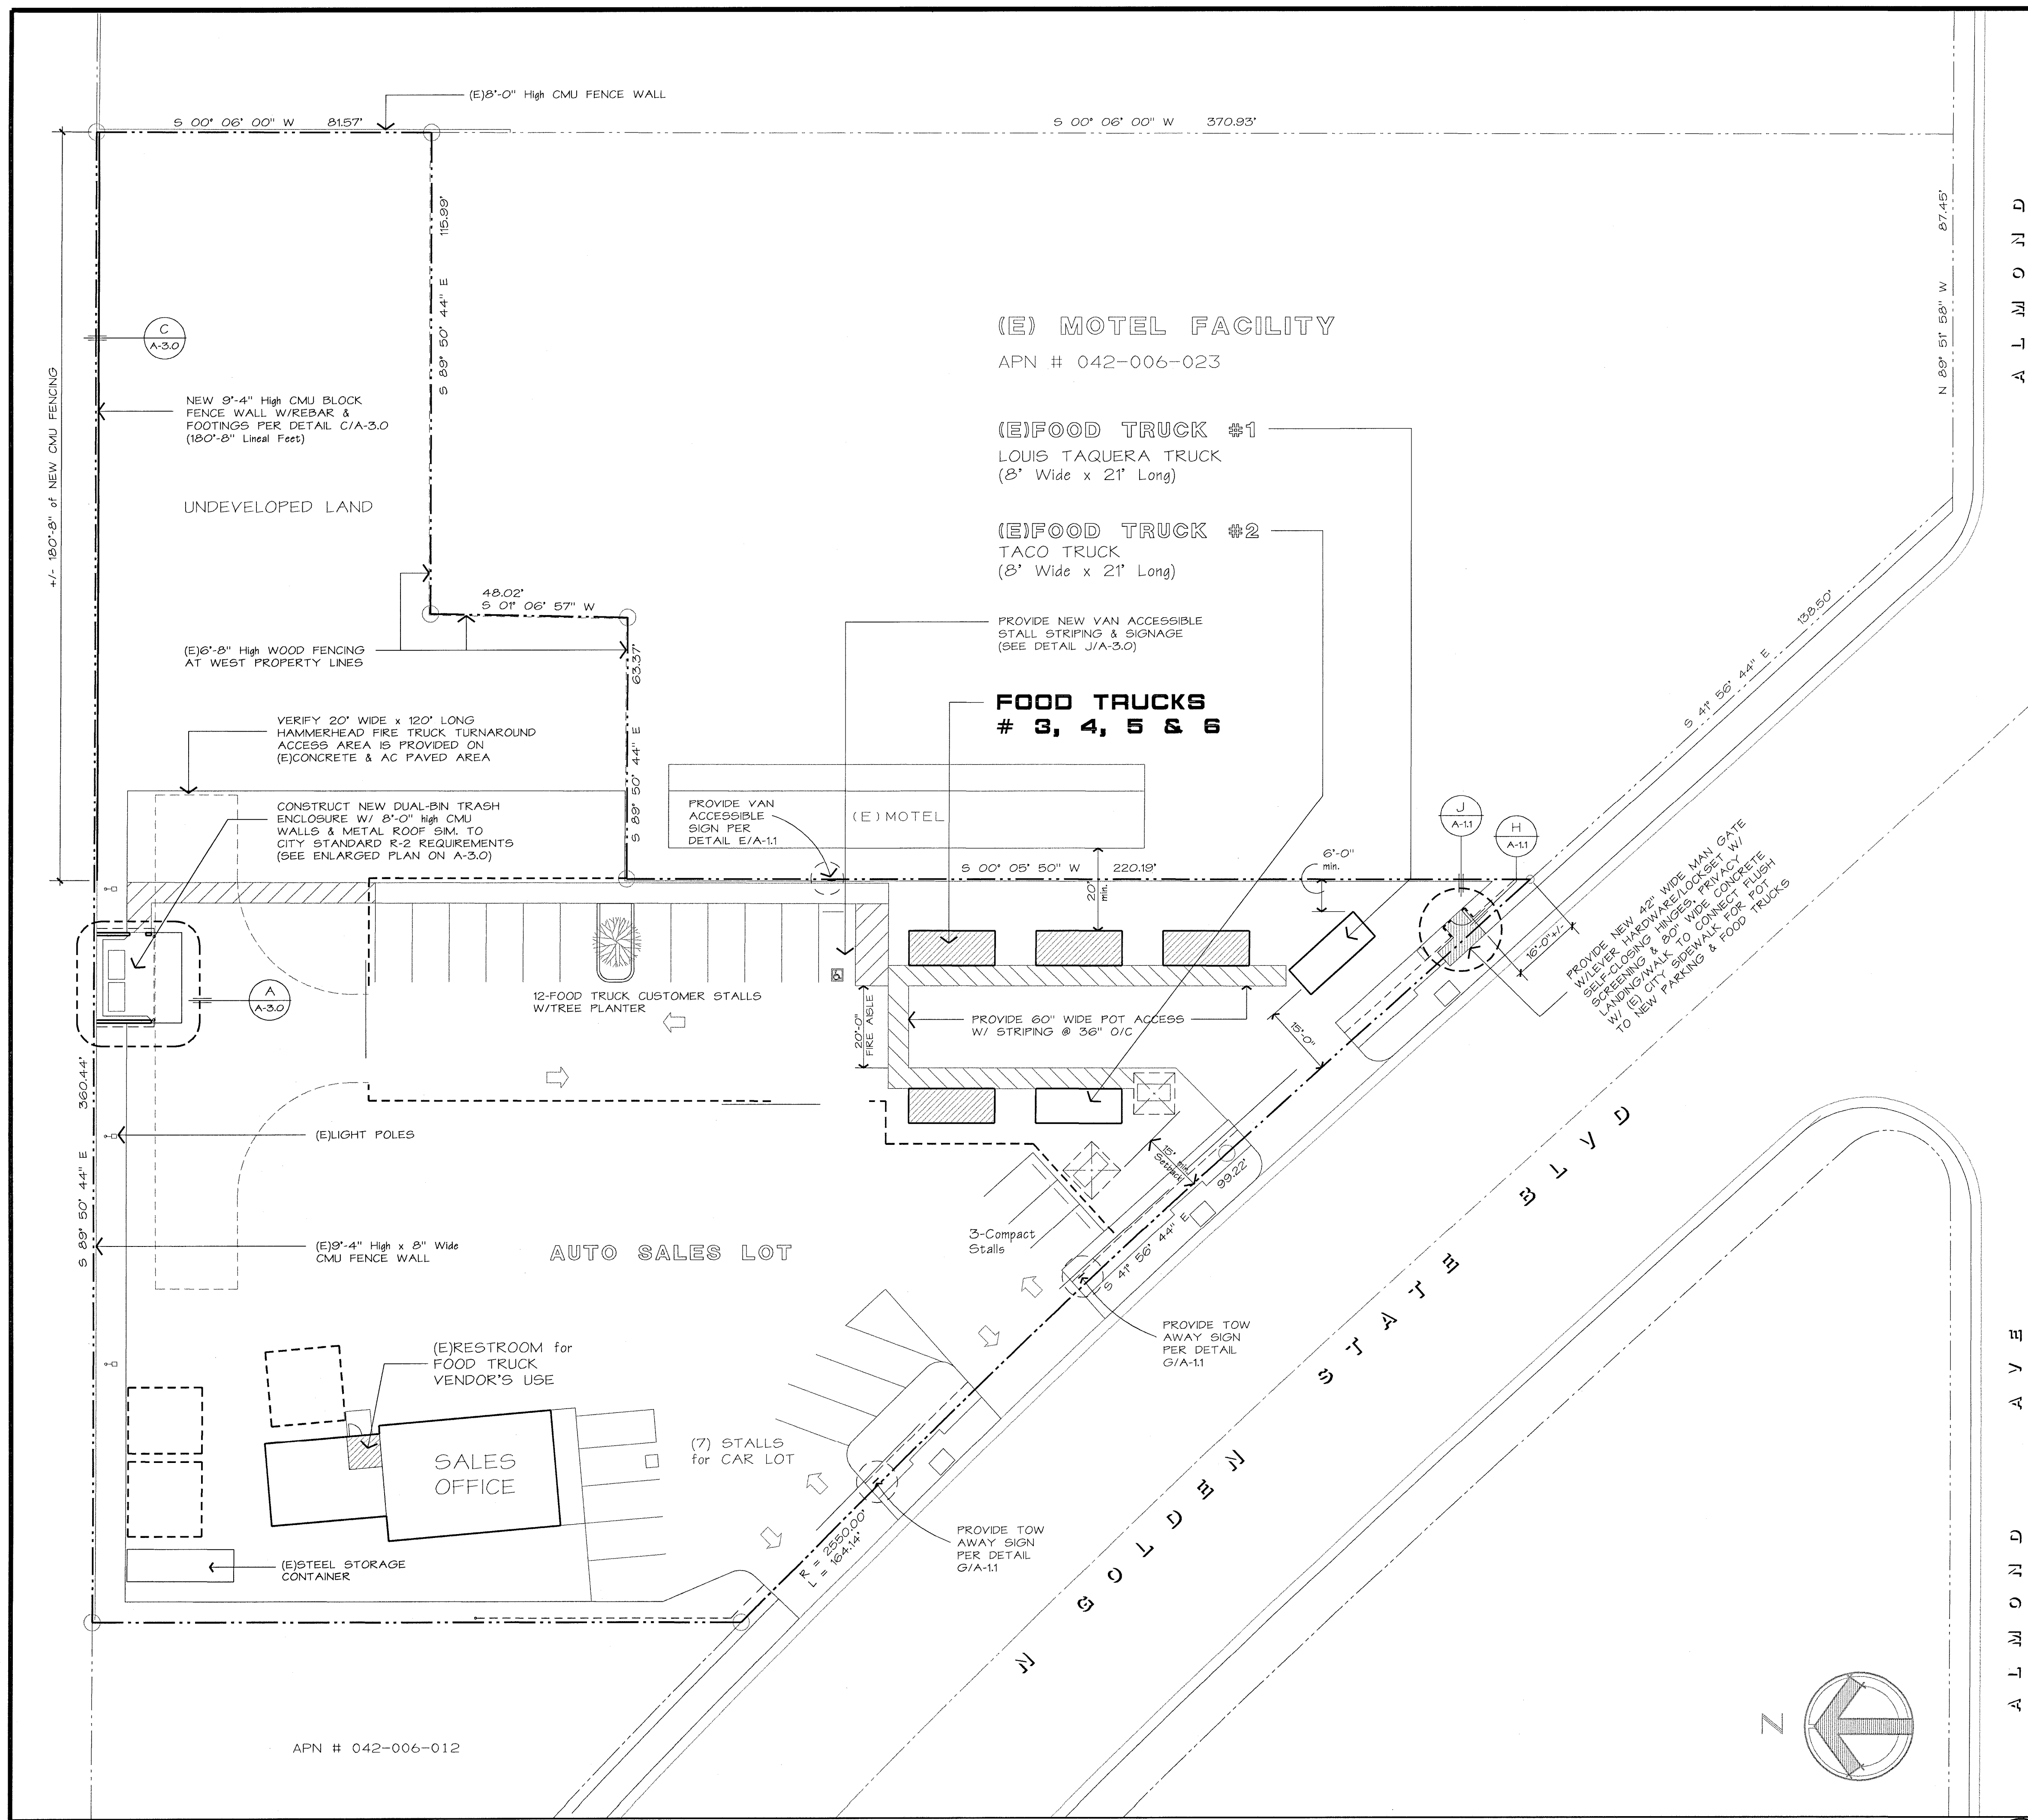 (E)8'-0" High CMU FENCE WALL
S 00° 06' 00" W 81.57'
S 00° 06' 00" W 370.93'
115.99'
S 89° 50' 44" E
87.45'
N 89° 51' 58" W
ALMOND
(E) MOTEL FACILITY
APN # 042-006-023
C
A-3.0
+/- 180'-8" of NEW CMU FENCING
NEW 9'-4" High CMU BLOCK
FENCE WALL W/REBAR &
FOOTINGS PER DETAIL C/A-3.0
(180'-8" Lineal Feet)
(E)FOOD TRUCK #1
LOUIS TAQUERA TRUCK
(8' Wide x 21' Long)
UNDEVELOPED LAND
(E)FOOD TRUCK #2
TACO TRUCK
(8' Wide x 21' Long)
48.02'
S 01° 06' 57" W
PROVIDE NEW VAN ACCESSIBLE
STALL STRIPING & SIGNAGE
(SEE DETAIL J/A-3.0)
138.50'
S 41° 56' 44" E
(E)6'-8" High WOOD FENCING
AT WEST PROPERTY LINES
63.37'
S 89° 50' 44" E
FOOD TRUCKS
# 3, 4, 5 & 6
VERIFY 20' WIDE x 120' LONG
HAMMERHEAD FIRE TRUCK TURNAROUND
ACCESS AREA IS PROVIDED ON
(E)CONCRETE & AC PAVED AREA
CONSTRUCT NEW DUAL-BIN TRASH
ENCLOSURE W/ 8'-0" high CMU
WALLS & METAL ROOF SIM. TO
CITY STANDARD R-2 REQUIREMENTS
(SEE ENLARGED PLAN ON A-3.0)
PROVIDE VAN
ACCESSIBLE
SIGN PER
DETAIL E/A-1.1
(E)MOTEL
J
A-1.1
H
A-1.1
S 00° 05' 50" W 220.19'
20'
min.
6'-0"
min.
PROVIDE NEW 42" WIDE MAN GATE
W/LEVER HARDWARE/LOCKSET W/
SELF-CLOSING HINGES, PRIVACY
SCREENING & 80" WIDE CONCRETE
LANDING/WALK TO CONNECT FLUSH
W/ (E) CITY SIDEWALK FOR POT
TO NEW PARKING & FOOD TRUCKS
16'-0"+/-
A
A-3.0
12-FOOD TRUCK CUSTOMER STALLS
W/TREE PLANTER
20'-0"
FIRE AISLE
PROVIDE 60" WIDE POT ACCESS
W/ STRIPING @ 36" O/C
15'-0"
360.44'
S 89° 50' 44" E
(E)LIGHT POLES
15' min.
Setback
99.22'
S 41° 56' 44" E
3-Compact
Stalls
(E)9'-4" High x 8" Wide
CMU FENCE WALL
AUTO SALES LOT
PROVIDE TOW
AWAY SIGN
PER DETAIL
G/A-1.1
(E)RESTROOM for
FOOD TRUCK
VENDOR'S USE
SALES
OFFICE
(7) STALLS
for CAR LOT
R = 2550.00'
L = 164.14'
PROVIDE TOW
AWAY SIGN
PER DETAIL
G/A-1.1
(E)STEEL STORAGE
CONTAINER
N GOLDEN STATE BLVD
ALMOND AVE
APN # 042-006-012
N